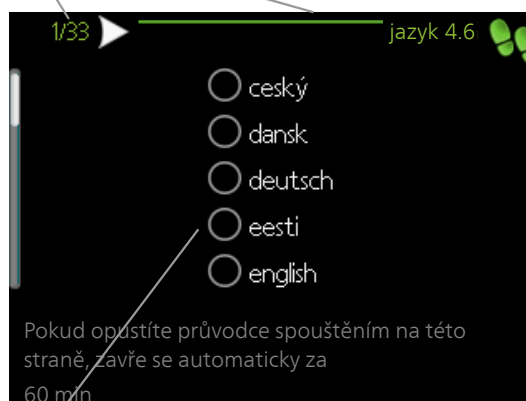 1/33
jazyk 4.6
ceský
dansk
deutsch
eesti
english
Pokud opustíte průvodce spouštěním na této
straně, zavře se automaticky za
60 min